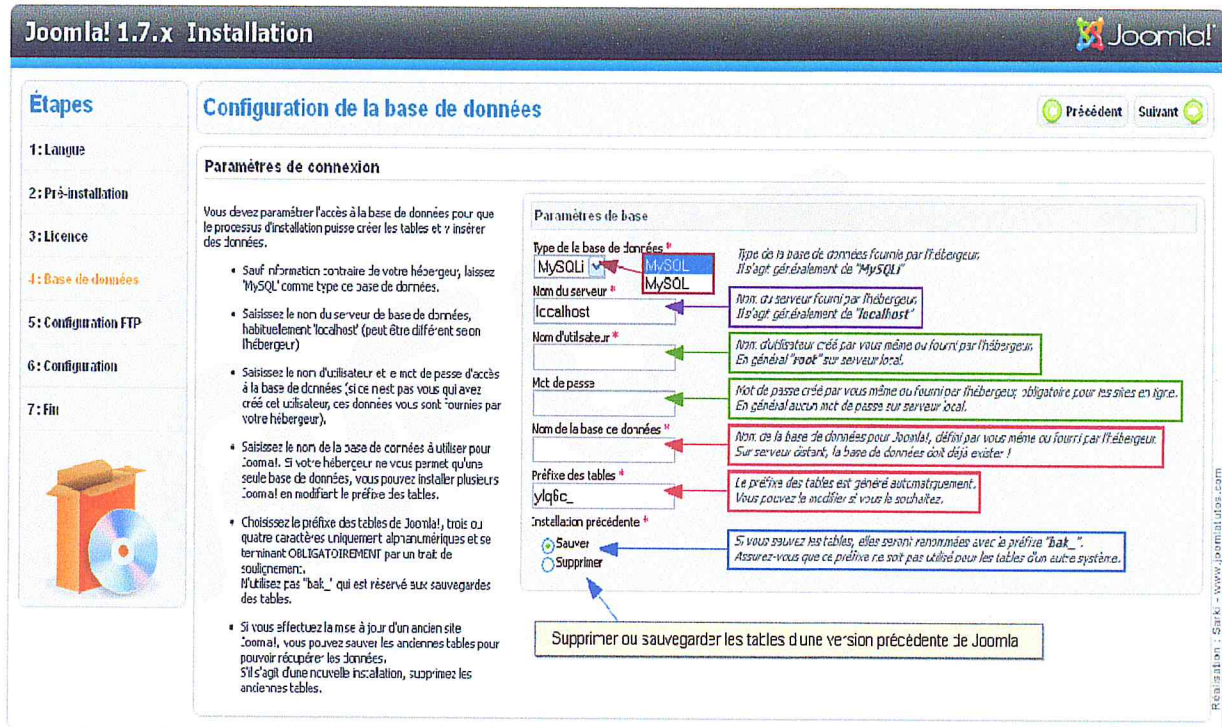 Joomla! 1.7.x Installation
Joomla!
Étapes
1 : Langue
2 : Pré-installation
3 : Licence
4 : Base de données
5 : Configuration FTP
6 : Configuration
7 : Fin
Configuration de la base de données
Précédent
Suivant
Paramètres de connexion
Vous devez paramétrer l'accès à la base de données pour que
le processus d'installation puisse créer les tables et y insérer
des données.
• Sauf information contraire de votre hébergeur, laissez
'MySQL' comme type de base de données.
• Saisissez le nom du serveur de base de données,
habituellement 'localhost' (peut être différent selon
l'hébergeur)
• Saisissez le nom d'utilisateur et le mot de passe d'accès
à la base de données (si ce n'est pas vous qui avez
créé cet utilisateur, ces données vous sont fournies par
votre hébergeur).
• Saisissez le nom de la base de données à utiliser pour
Joomla!. Si votre hébergeur ne vous permet qu'une
seule base de données, vous pouvez installer plusieurs
Joomla! en modifiant le préfixe des tables.
• Choisissez le préfixe des tables de Joomla!, trois ou
quatre caractères uniquement alphanumériques et se
terminant OBLIGATOIREMENT par un trait de
soulignement.
N'utilisez pas "bak_" qui est réservé aux sauvegardes
des tables.
• Si vous effectuez la mise à jour d'un ancien site
Joomla!, vous pouvez sauver les anciennes tables pour
pouvoir récupérer les données.
S'il s'agit d'une nouvelle installation, supprimez les
anciennes tables.
Paramètres de base
Type de la base de données *
MySQLi
MySQL
MySQL
Type de la base de données fournie par l'hébergeur.
Il s'agit généralement de "MySQLi"
Nom du serveur *
localhost
Nom du serveur fourni par l'hébergeur.
Il s'agit généralement de "localhost"
Nom d'utilisateur *
Nom d'utilisateur créé par vous même ou fourni par l'hébergeur.
En général "root" sur serveur local.
Mot de passe
Mot de passe créé par vous même ou fourni par l'hébergeur, obligatoire pour les sites en ligne.
En général aucun mot de passe sur serveur local.
Nom de la base de données *
Nom de la base de données pour Joomla!, défini par vous même ou fourni par l'hébergeur.
Sur serveur distant, la base de données doit déjà exister !
Préfixe des tables *
ylq6c_
Le préfixe des tables est généré automatiquement.
Vous pouvez le modifier si vous le souhaitez.
Installation précédente *
Sauver
Supprimer
Si vous sauvez les tables, elles seront renommées avec le préfixe "bak_".
Assurez-vous que ce préfixe ne soit pas utilisé pour les tables d'un autre système.
Supprimer ou sauvegarder les tables d'une version précédente de Joomla
Réalisation : Sarki - www.joomlatutos.com